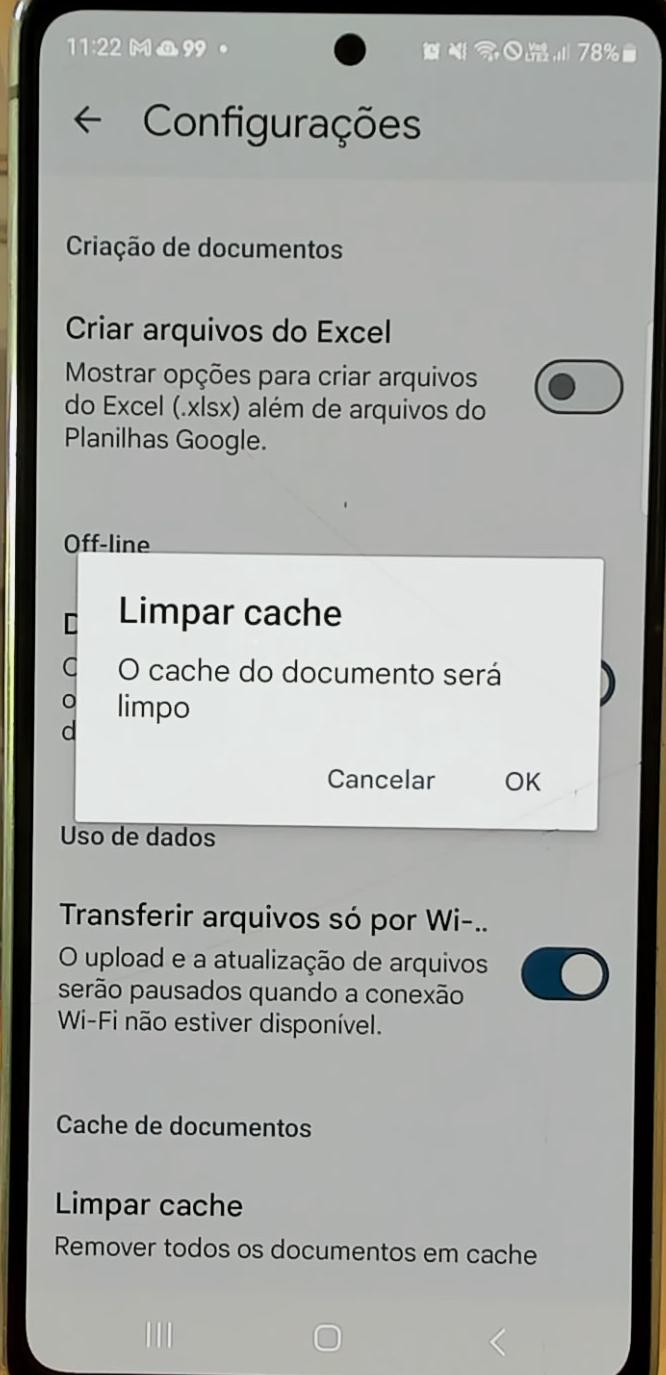 11:22 99
VoD LTE2 78%
Configurações
Criação de documentos
Criar arquivos do Excel
Mostrar opções para criar arquivos
do Excel (.xlsx) além de arquivos do
Planilhas Google.
Off-line
D
Limpar cache
C
O cache do documento será
o
limpo
d
Cancelar OK
Uso de dados
Transferir arquivos só por Wi-..
O upload e a atualização de arquivos
serão pausados quando a conexão
Wi-Fi não estiver disponível.
Cache de documentos
Limpar cache
Remover todos os documentos em cache